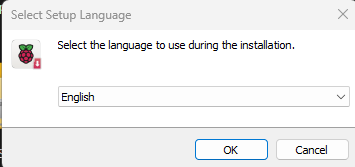 Select Setup Language
Select the language to use during the installation.
English
OK
Cancel